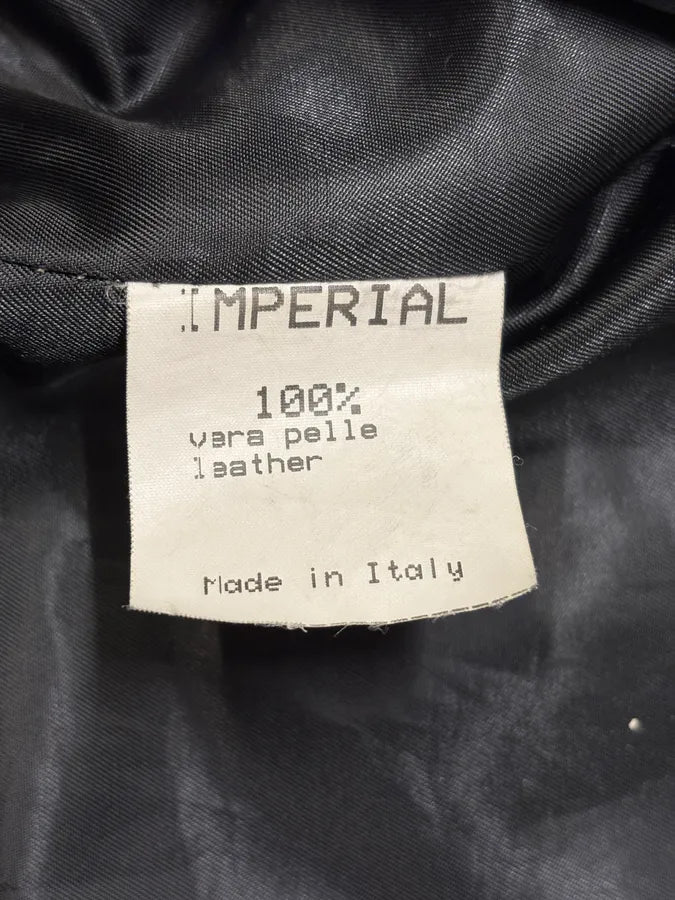 IMPERIAL
100%
vera pelle
leather
Made in Italy